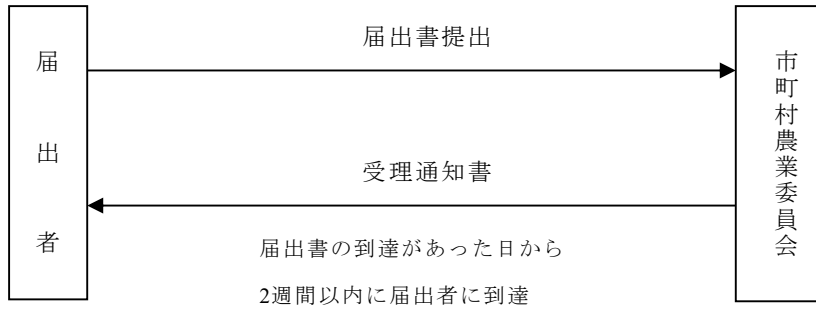 届出者
届出書提出
受理通知書
届出書の到達があった日から
2週間以内に届出者に到達
市町村農業委員会